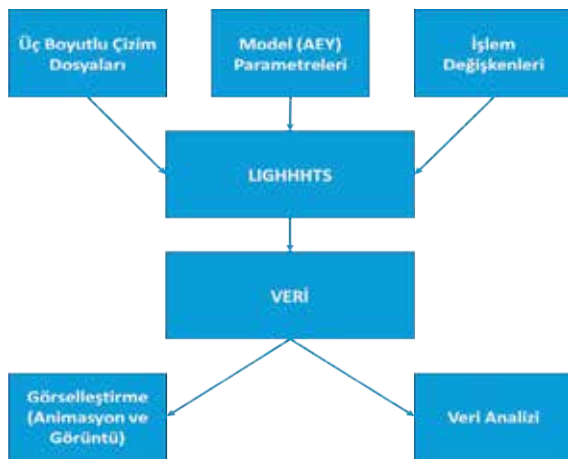 Üç Boyutlu Çizim
Dosyaları
Model (AEY)
Parametreleri
İşlem
Değişkenleri
LIGHHHTS
VERİ
Görselleştirme
(Animasyon ve
Görüntü)
Veri Analizi